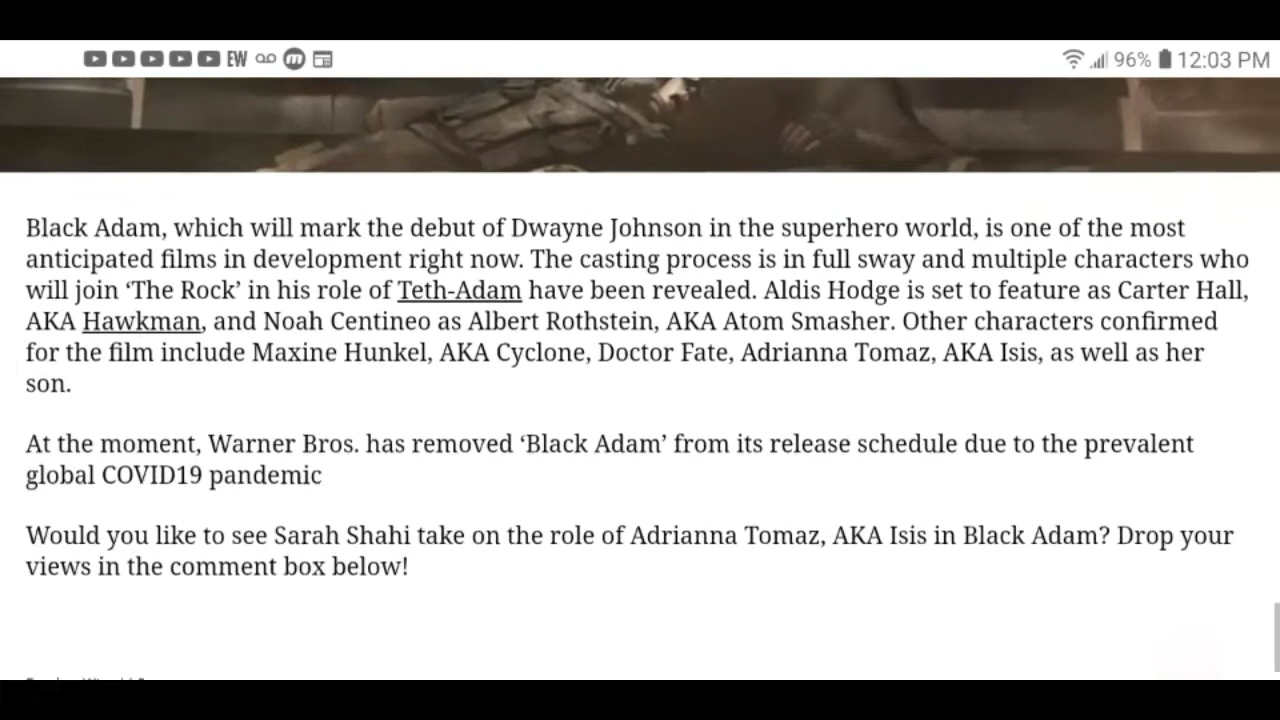 EW 96% 12:03 PM
Black Adam, which will mark the debut of Dwayne Johnson in the superhero world, is one of the most
anticipated films in development right now. The casting process is in full sway and multiple characters who
will join ‘The Rock’ in his role of Teth-Adam have been revealed. Aldis Hodge is set to feature as Carter Hall,
AKA Hawkman, and Noah Centineo as Albert Rothstein, AKA Atom Smasher. Other characters confirmed
for the film include Maxine Hunkel, AKA Cyclone, Doctor Fate, Adrianna Tomaz, AKA Isis, as well as her
son.
At the moment, Warner Bros. has removed ‘Black Adam’ from its release schedule due to the prevalent
global COVID19 pandemic
Would you like to see Sarah Shahi take on the role of Adrianna Tomaz, AKA Isis in Black Adam? Drop your
views in the comment box below!